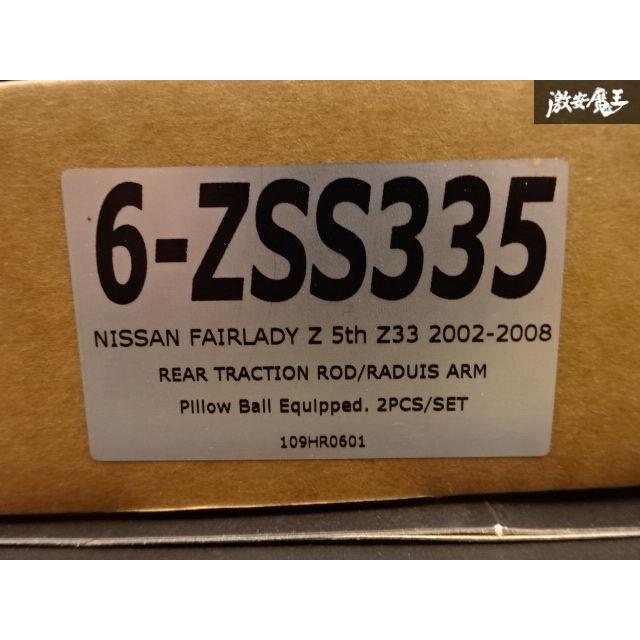 激安魔王
6-ZSS335
NISSAN FAIRLADY Z 5th Z33 2002-2008
REAR TRACTION ROD/RADUIS ARM
Pillow Ball Equipped. 2PCS/SET
109HR0601